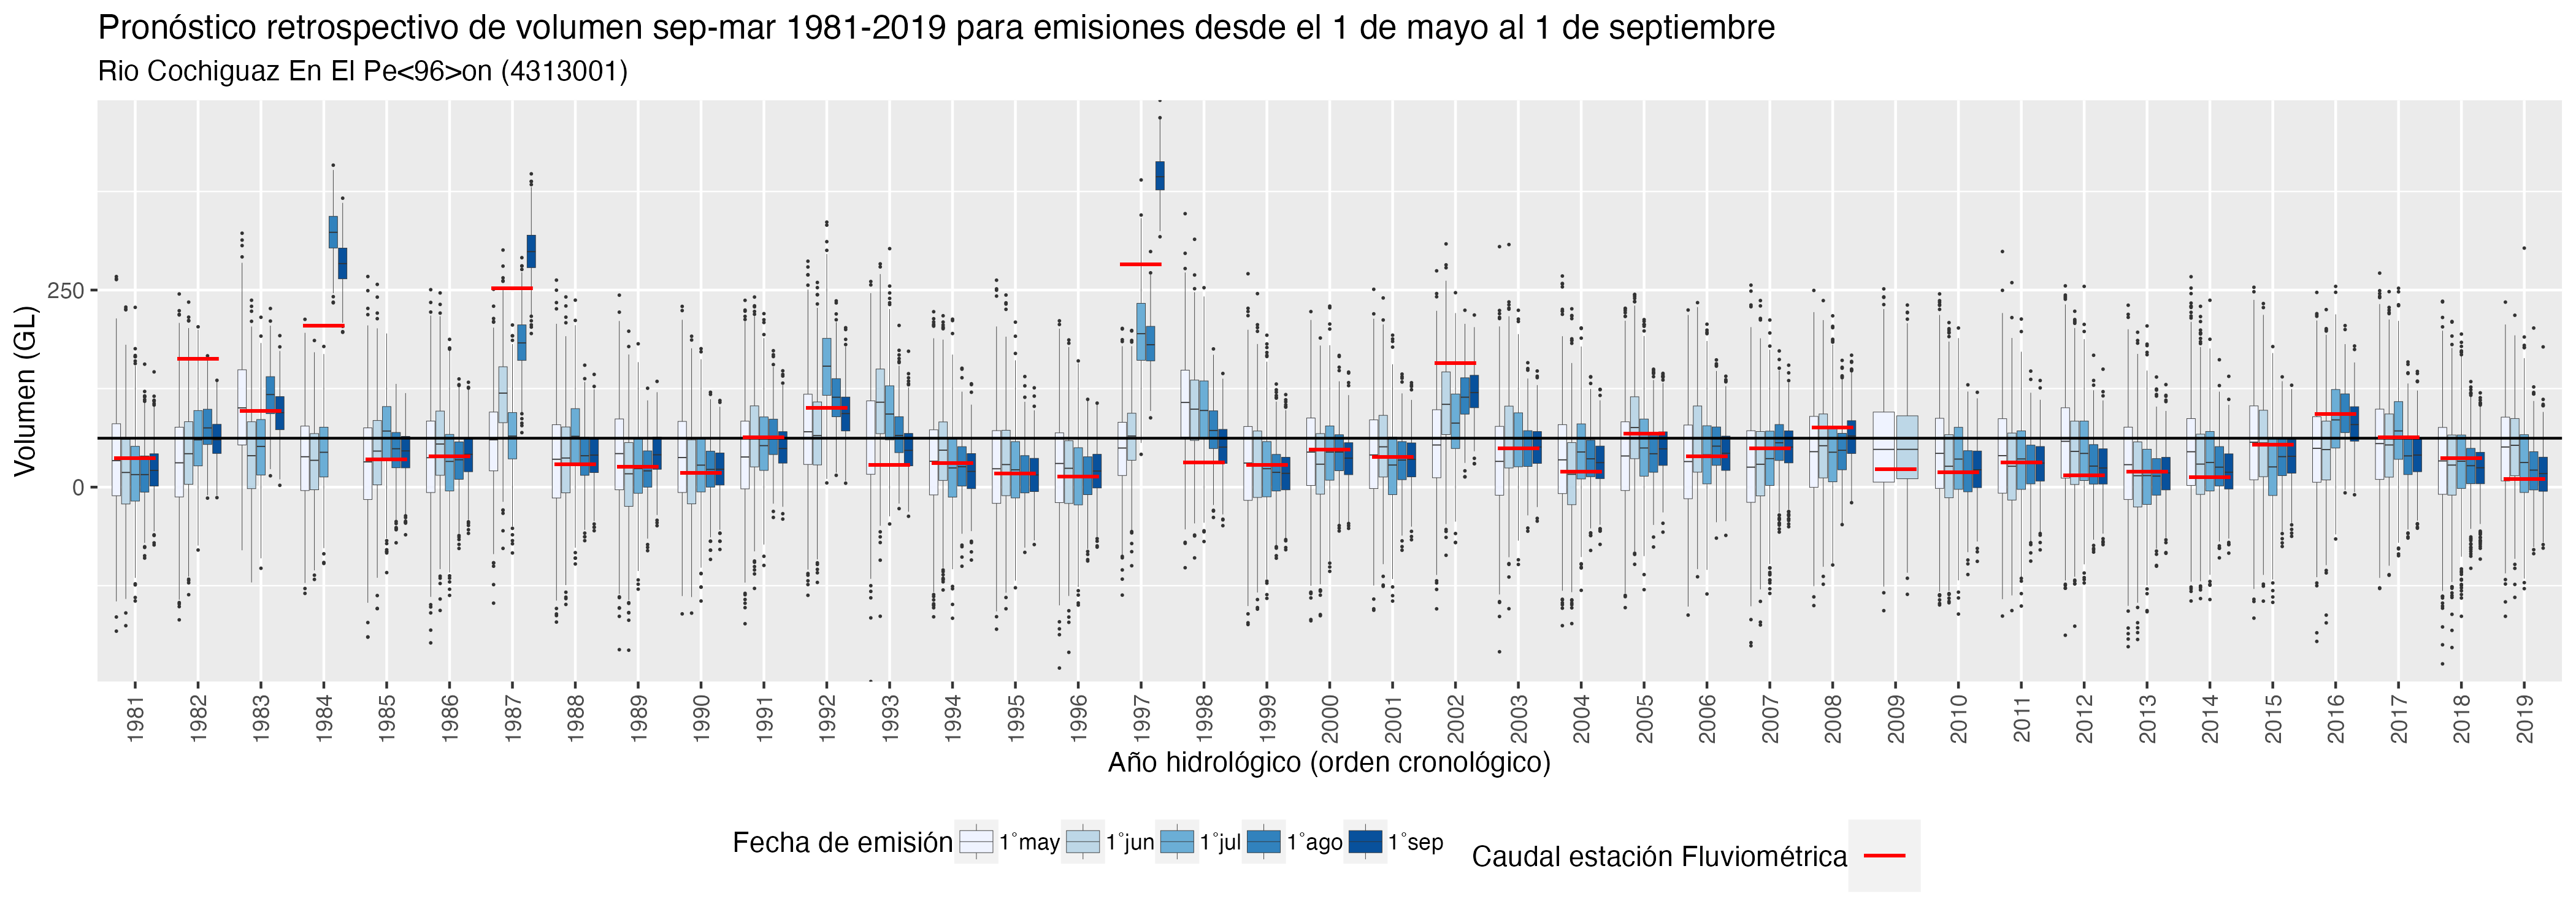 Pronóstico retrospectivo de volumen sep-mar 1981-2019 para emisiones desde el 1 de mayo al 1 de septiembre
Rio Cochiguaz En El Pe<96>on (4313001)
Volumen (GL)
250
0
1981 1982 1983 1984 1985 1986 1987 1988 1989 1990 1991 1992 1993 1994 1995 1996 1997 1998 1999 2000 2001 2002 2003 2004 2005 2006 2007 2008 2009 2010 2011 2012 2013 2014 2015 2016 2017 2018 2019
Año hidrológico (orden cronológico)
Fecha de emisión 1°may 1°jun 1°jul 1°ago 1°sep Caudal estación Fluviométrica